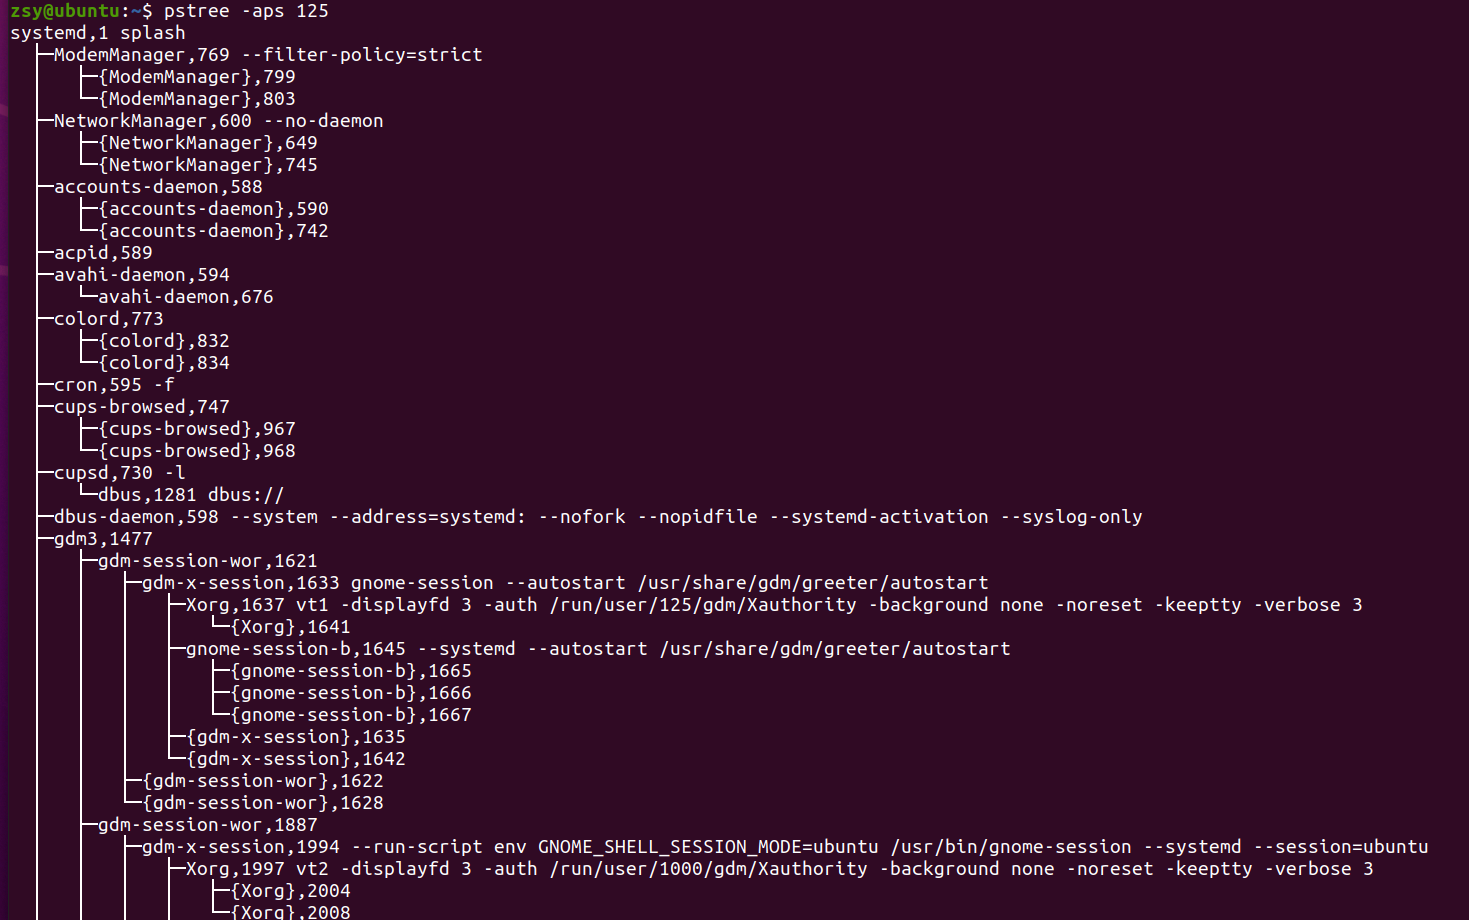 zsy@ubuntu:~$ pstree -aps 125
systemd,1 splash
├─ModemManager,769 --filter-policy=strict
│ ├─{ModemManager},799
│ └─{ModemManager},803
├─NetworkManager,600 --no-daemon
│ ├─{NetworkManager},649
│ └─{NetworkManager},745
├─accounts-daemon,588
│ ├─{accounts-daemon},590
│ └─{accounts-daemon},742
├─acpid,589
├─avahi-daemon,594
│ └─avahi-daemon,676
├─colord,773
│ ├─{colord},832
│ └─{colord},834
├─cron,595 -f
├─cups-browsed,747
│ ├─{cups-browsed},967
│ └─{cups-browsed},968
├─cupsd,730 -l
│ └─dbus,1281 dbus://
├─dbus-daemon,598 --system --address=systemd: --nofork --nopidfile --systemd-activation --syslog-only
├─gdm3,1477
│ ├─gdm-session-wor,1621
│ │ ├─gdm-x-session,1633 gnome-session --autostart /usr/share/gdm/greeter/autostart
│ │ │ ├─Xorg,1637 vt1 -displayfd 3 -auth /run/user/125/gdm/Xauthority -background none -noreset -keeptty -verbose 3
│ │ │ │ └─{Xorg},1641
│ │ │ ├─gnome-session-b,1645 --systemd --autostart /usr/share/gdm/greeter/autostart
│ │ │ │ ├─{gnome-session-b},1665
│ │ │ │ ├─{gnome-session-b},1666
│ │ │ │ └─{gnome-session-b},1667
│ │ │ ├─{gdm-x-session},1635
│ │ │ └─{gdm-x-session},1642
│ │ ├─{gdm-session-wor},1622
│ │ └─{gdm-session-wor},1628
│ ├─gdm-session-wor,1887
│ │ ├─gdm-x-session,1994 --run-script env GNOME_SHELL_SESSION_MODE=ubuntu /usr/bin/gnome-session --systemd --session=ubuntu
│ │ │ ├─Xorg,1997 vt2 -displayfd 3 -auth /run/user/1000/gdm/Xauthority -background none -noreset -keeptty -verbose 3
│ │ │ │ ├─{Xorg},2004
│ │ │ │ └─{Xorg},2008